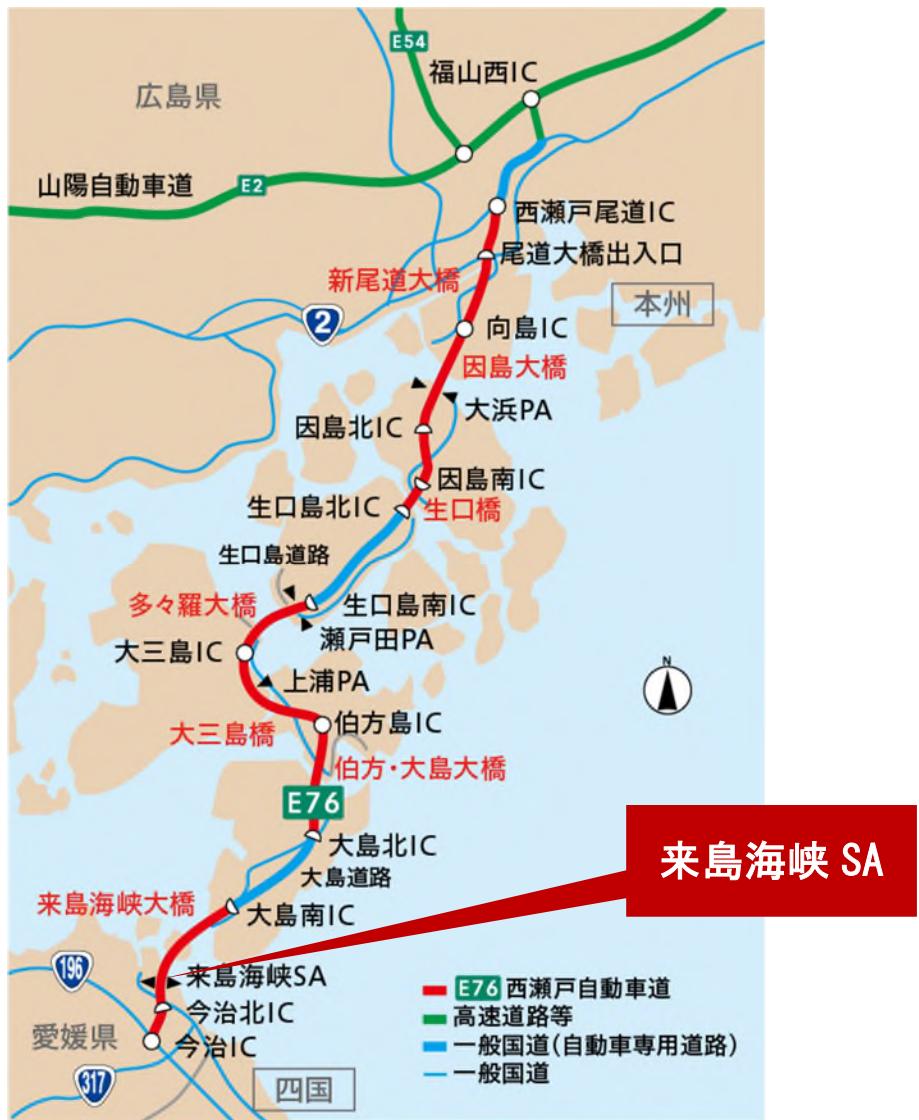 E54
福山西IC
広島県
山陽自動車道
E2
西瀬戸尾道IC
尾道大橋出入口
新尾道大橋
本州
2
向島IC
因島大橋
大浜PA
因島北IC
因島南IC
生口島北IC
生口橋
生口島道路
多々羅大橋
生口島南IC
瀬戸田PA
大三島IC
上浦PA
N
伯方島IC
大三島橋
伯方・大島大橋
E76
大島北IC
来島海峡 SA
大島道路
来島海峡大橋
大島南IC
196
来島海峡SA
E76 西瀬戸自動車道
今治北IC
高速道路等
愛媛県
今治IC
一般国道(自動車専用道路)
一般国道
317
四国